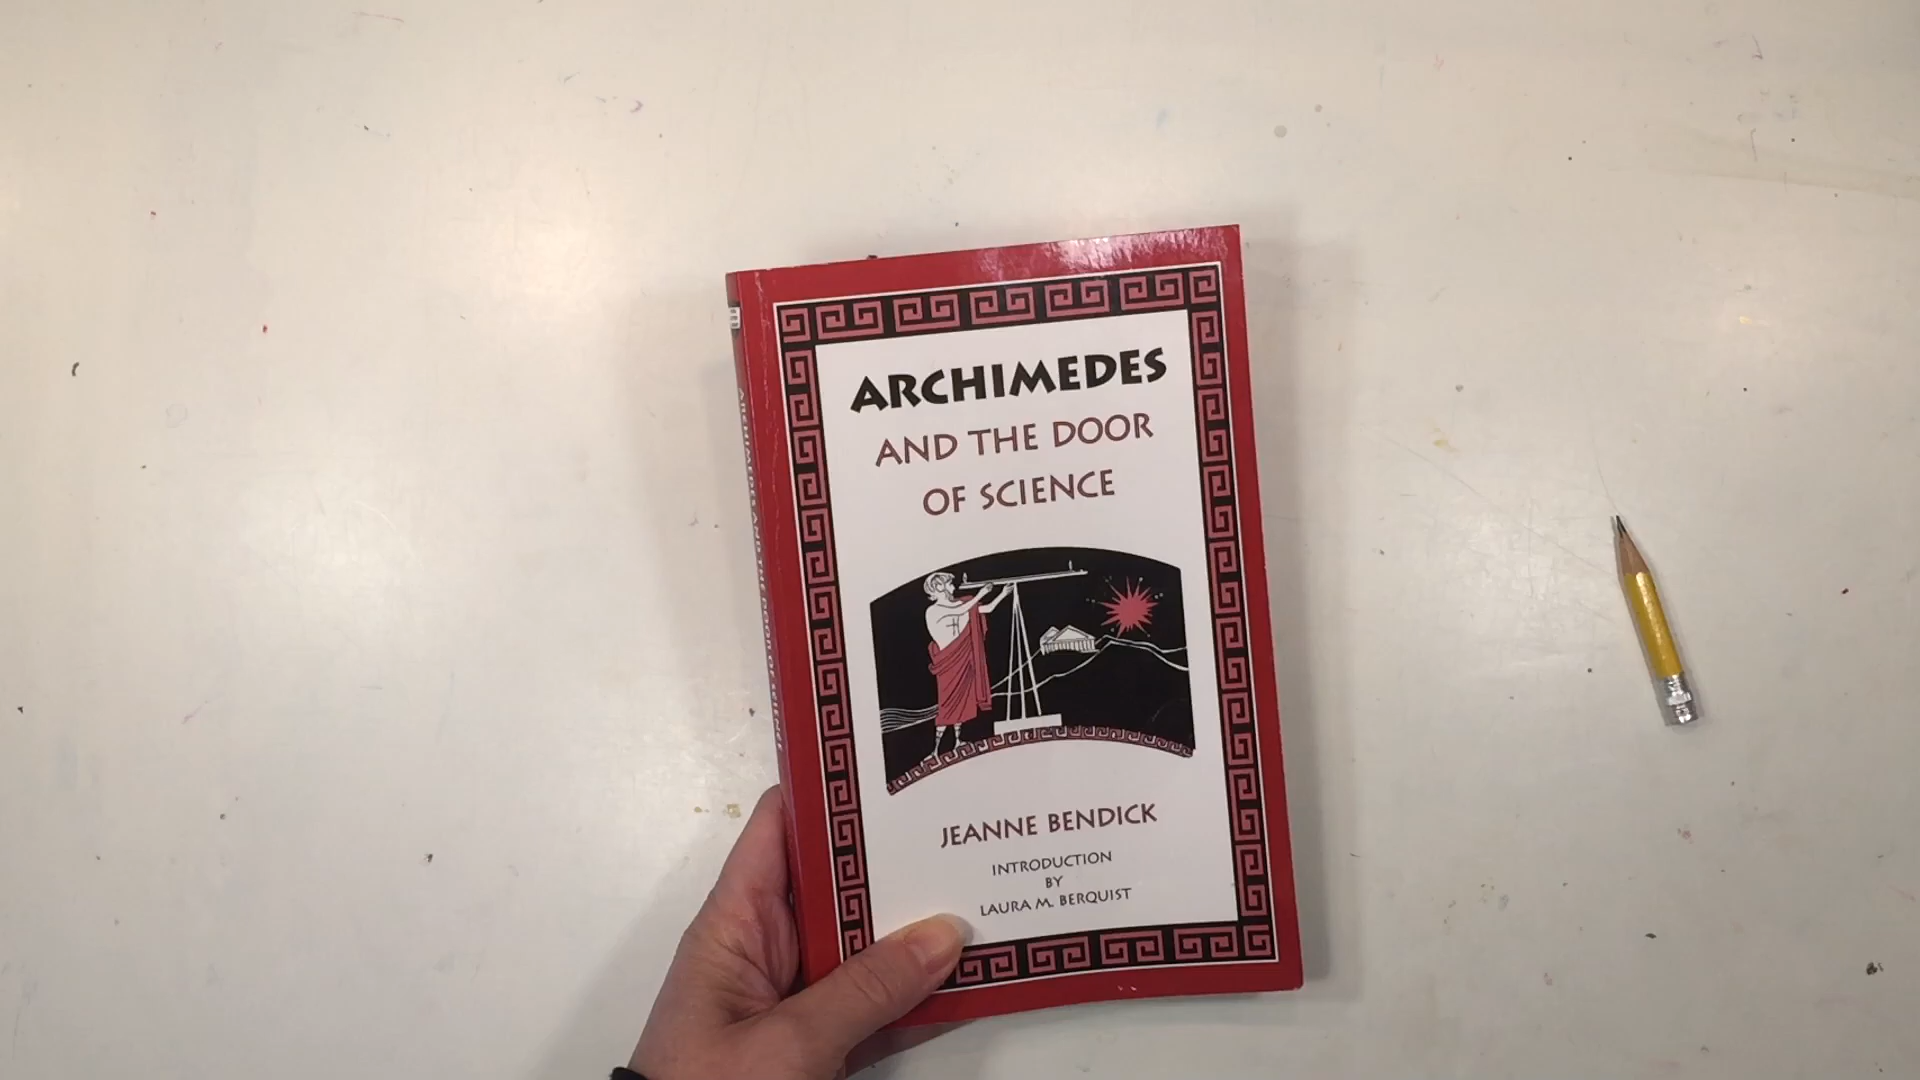 ARCHIMEDES
AND THE DOOR
OF SCIENCE
JEANNE BENDICK
INTRODUCTION
BY
LAURA M. BERQUIST
ARCHIMEDES AND THE DOOR OF SCIENCE